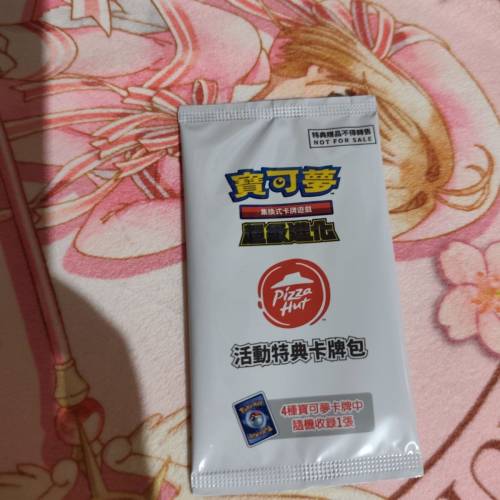 特典贈品不得轉售
NOT FOR SALE
寶可夢
集換式卡牌遊戲
超級進化
Pizza
Hut
活動特典卡牌包
4種寶可夢卡牌中
隨機收錄1張